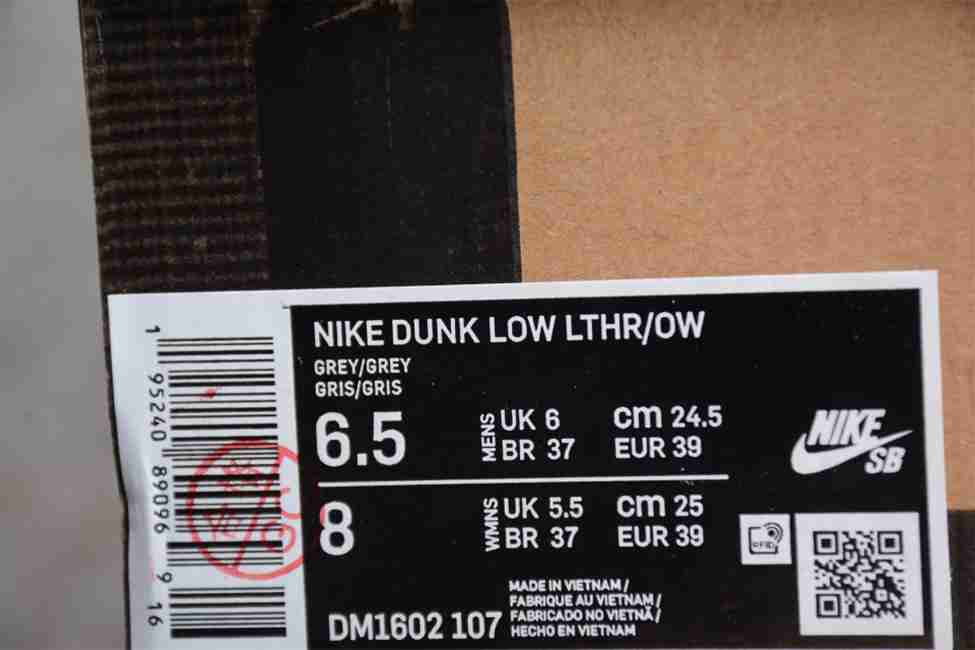 NIKE DUNK LOW LTHR/OW
GREY/GREY
GRIS/GRIS
6.5
MENS
UK 6 cm 24.5
BR 37 EUR 39
8
WMNS
UK 5.5 cm 25
BR 37 EUR 39
DM1602 107
MADE IN VIETNAM /
FABRIQUE AU VIETNAM /
FABRICADO NO VIETNÃ /
HECHO EN VIETNAM
NIKE
SB
1 95240 89096 9 16